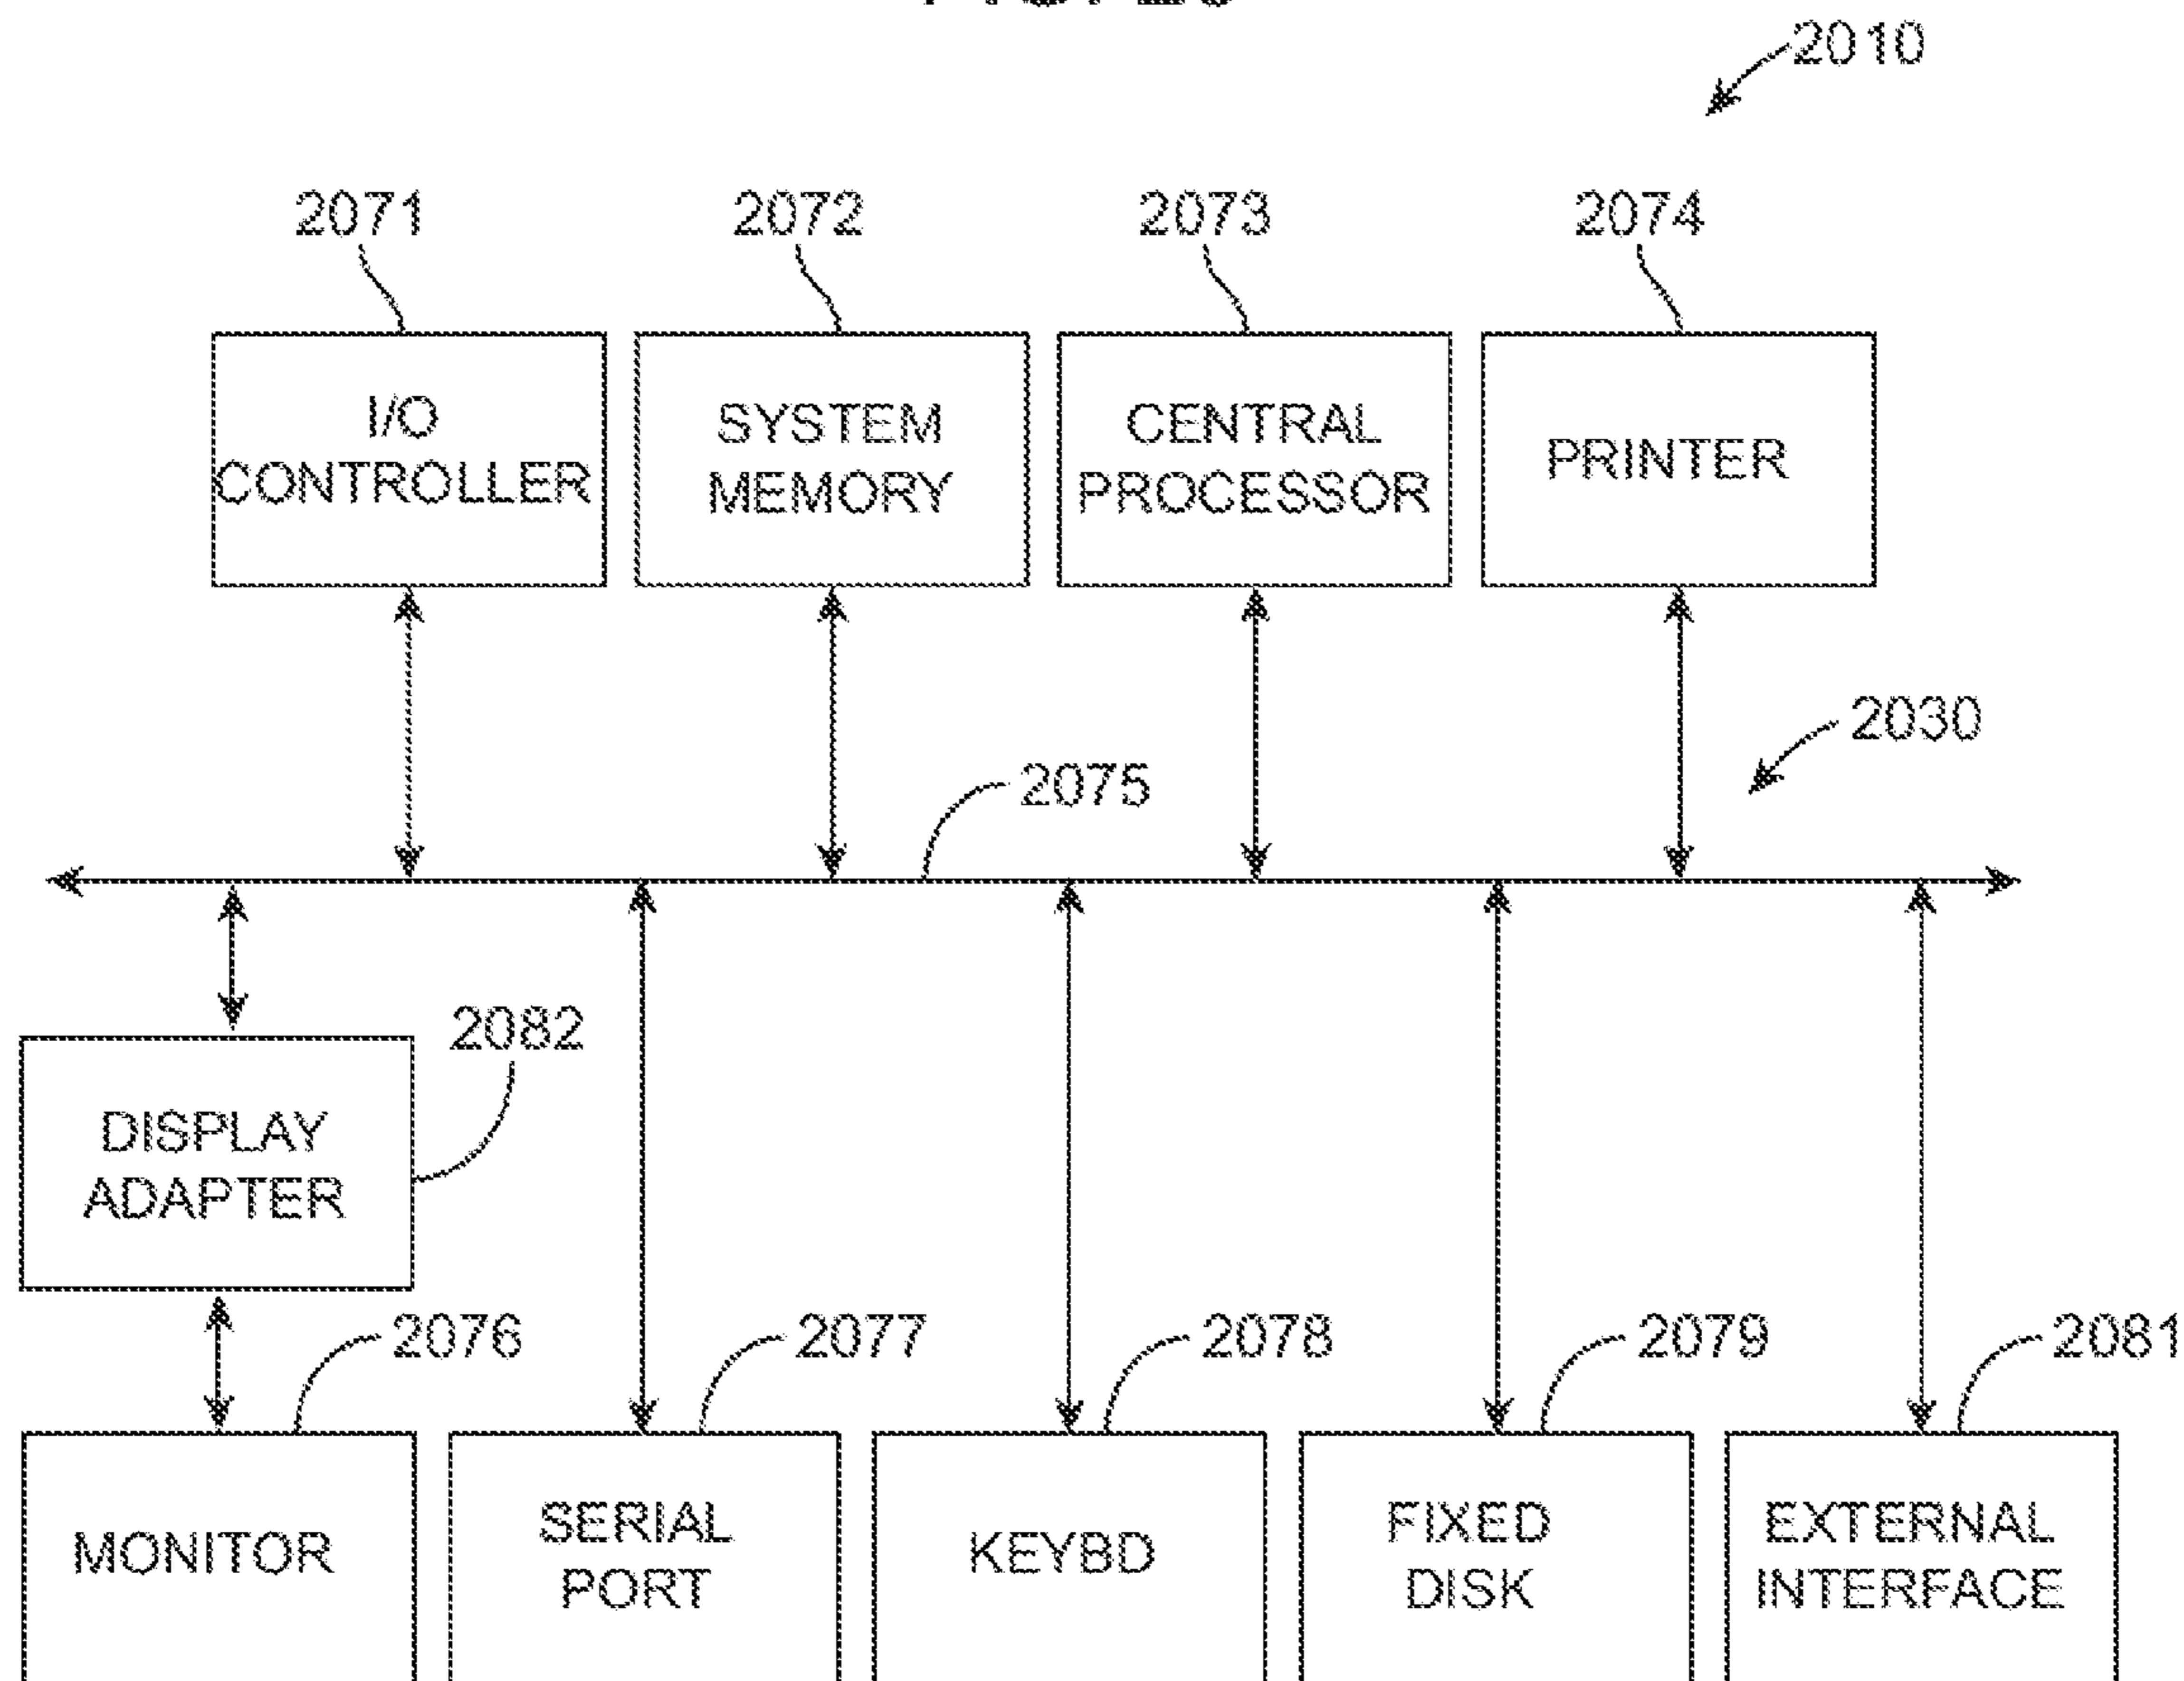 2010
2071
2072
2073
2074
I/O
CONTROLLER
SYSTEM
MEMORY
CENTRAL
PROCESSOR
PRINTER
2030
2075
2082
DISPLAY
ADAPTER
2076
2077
2078
2079
2081
MONITOR
SERIAL
PORT
KEYBD
FIXED
DISK
EXTERNAL
INTERFACE